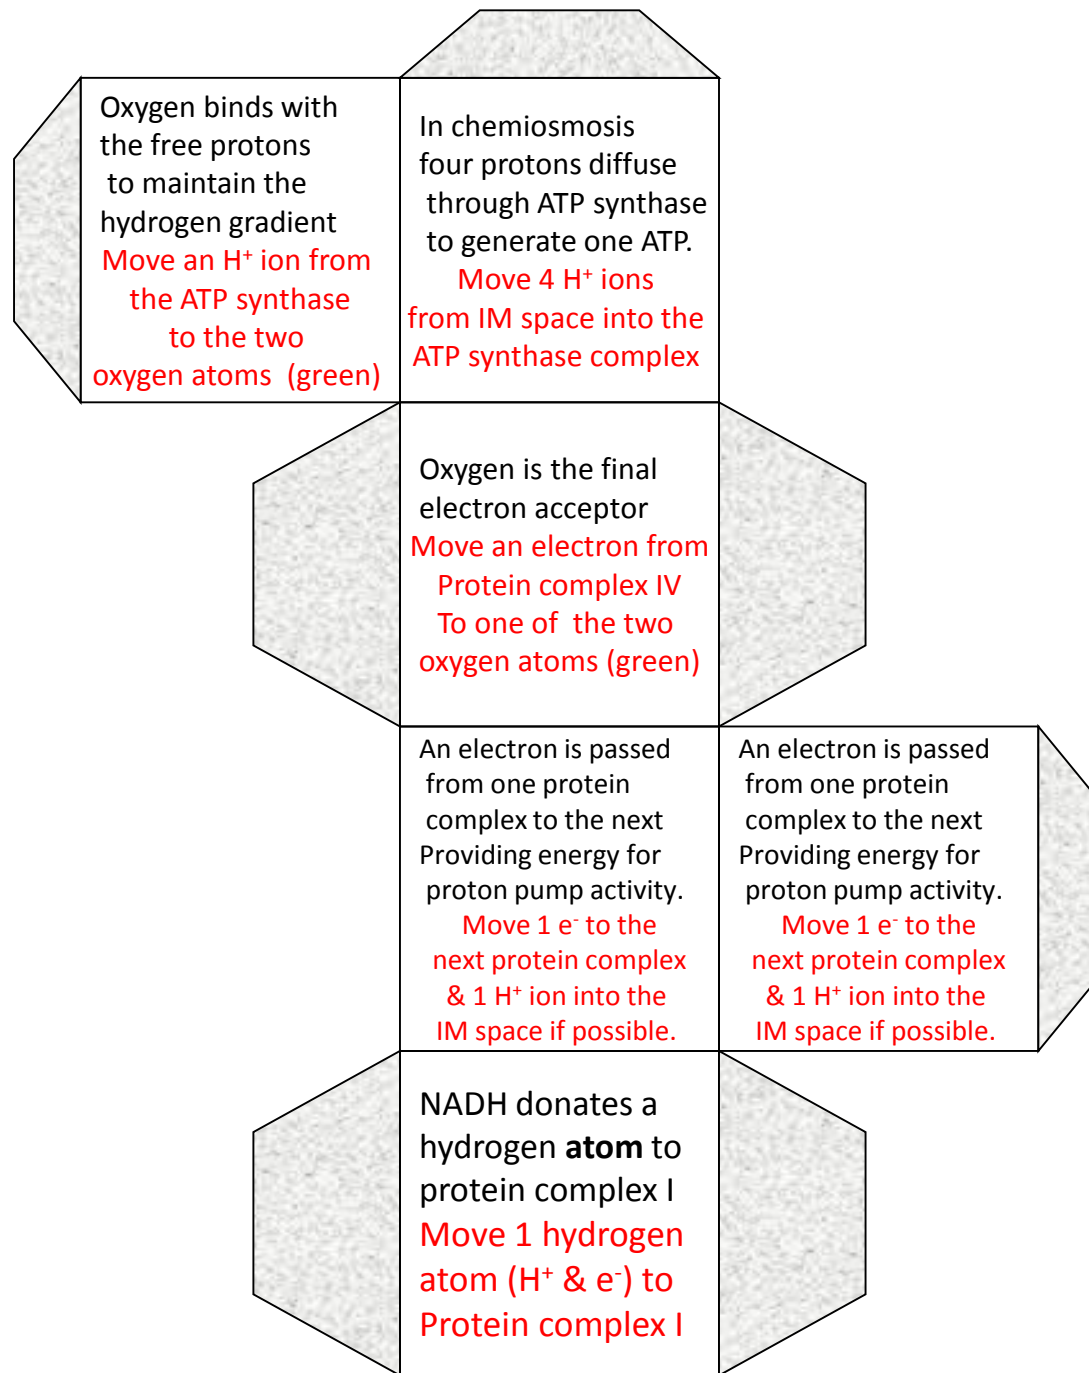 Oxygen binds with
the free protons
to maintain the
hydrogen gradient
Move an H⁺ ion from
the ATP synthase
to the two
oxygen atoms (green)
In chemiosmosis
four protons diffuse
through ATP synthase
to generate one ATP.
Move 4 H⁺ ions
from IM space into the
ATP synthase complex
Oxygen is the final
electron acceptor
Move an electron from
Protein complex IV
To one of the two
oxygen atoms (green)
An electron is passed
from one protein
complex to the next
Providing energy for
proton pump activity.
Move 1 e⁻ to the
next protein complex
& 1 H⁺ ion into the
IM space if possible.
An electron is passed
from one protein
complex to the next
Providing energy for
proton pump activity.
Move 1 e⁻ to the
next protein complex
& 1 H⁺ ion into the
IM space if possible.
NADH donates a
hydrogen atom to
protein complex I
Move 1 hydrogen
atom (H⁺ & e⁻) to
Protein complex I